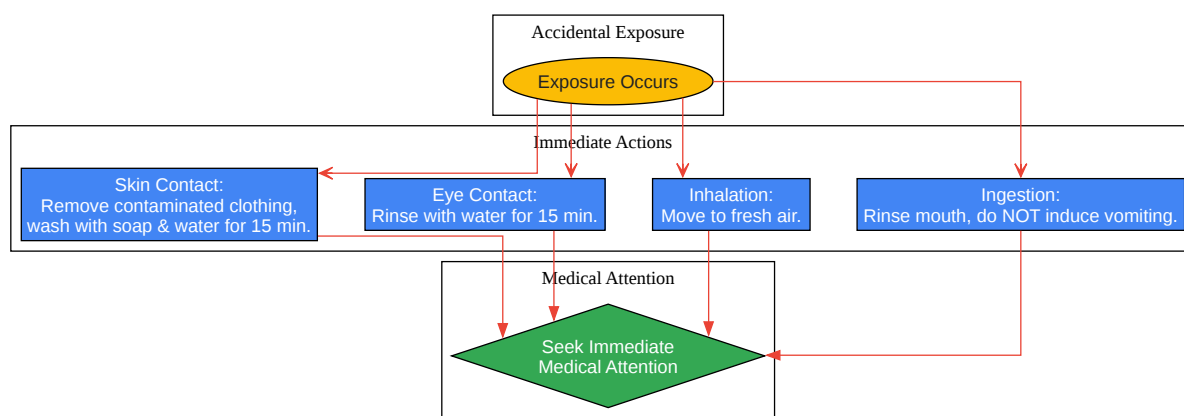 Accidental Exposure
Exposure Occurs
Immediate Actions
Skin Contact:
Remove contaminated clothing,
wash with soap & water for 15 min.
Eye Contact:
Rinse with water for 15 min.
Inhalation:
Move to fresh air.
Ingestion:
Rinse mouth, do NOT induce vomiting.
Medical Attention
Seek Immediate
Medical Attention